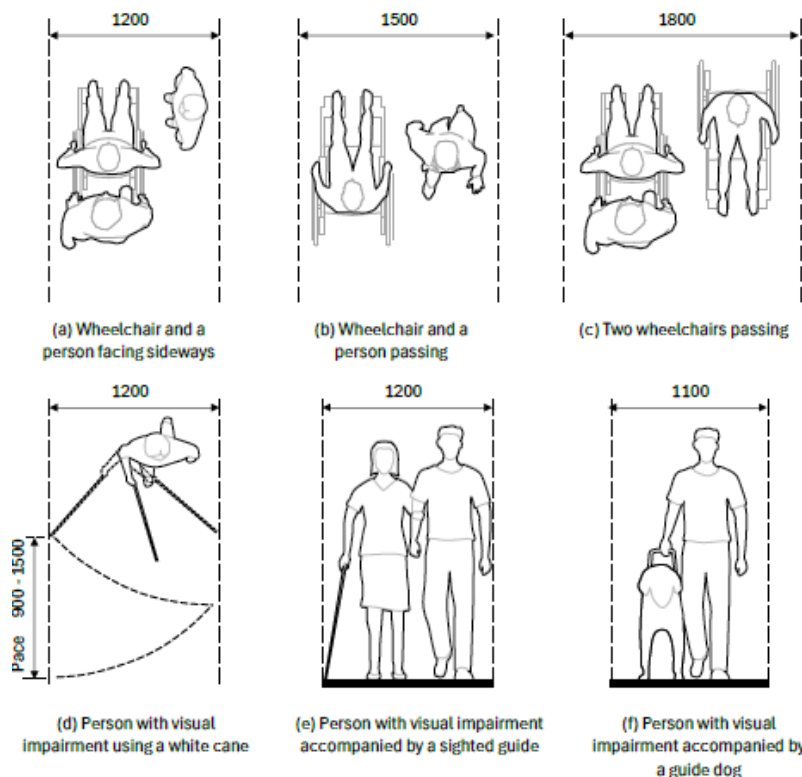 1200
1500
1800
(a) Wheelchair and a
person facing sideways
(b) Wheelchair and a
person passing
(c) Two wheelchairs passing
1200
1200
1100
Pace 900 - 1500
(d) Person with visual
impairment using a white cane
(e) Person with visual impairment
accompanied by a sighted guide
(f) Person with visual
impairment accompanied by
a guide dog